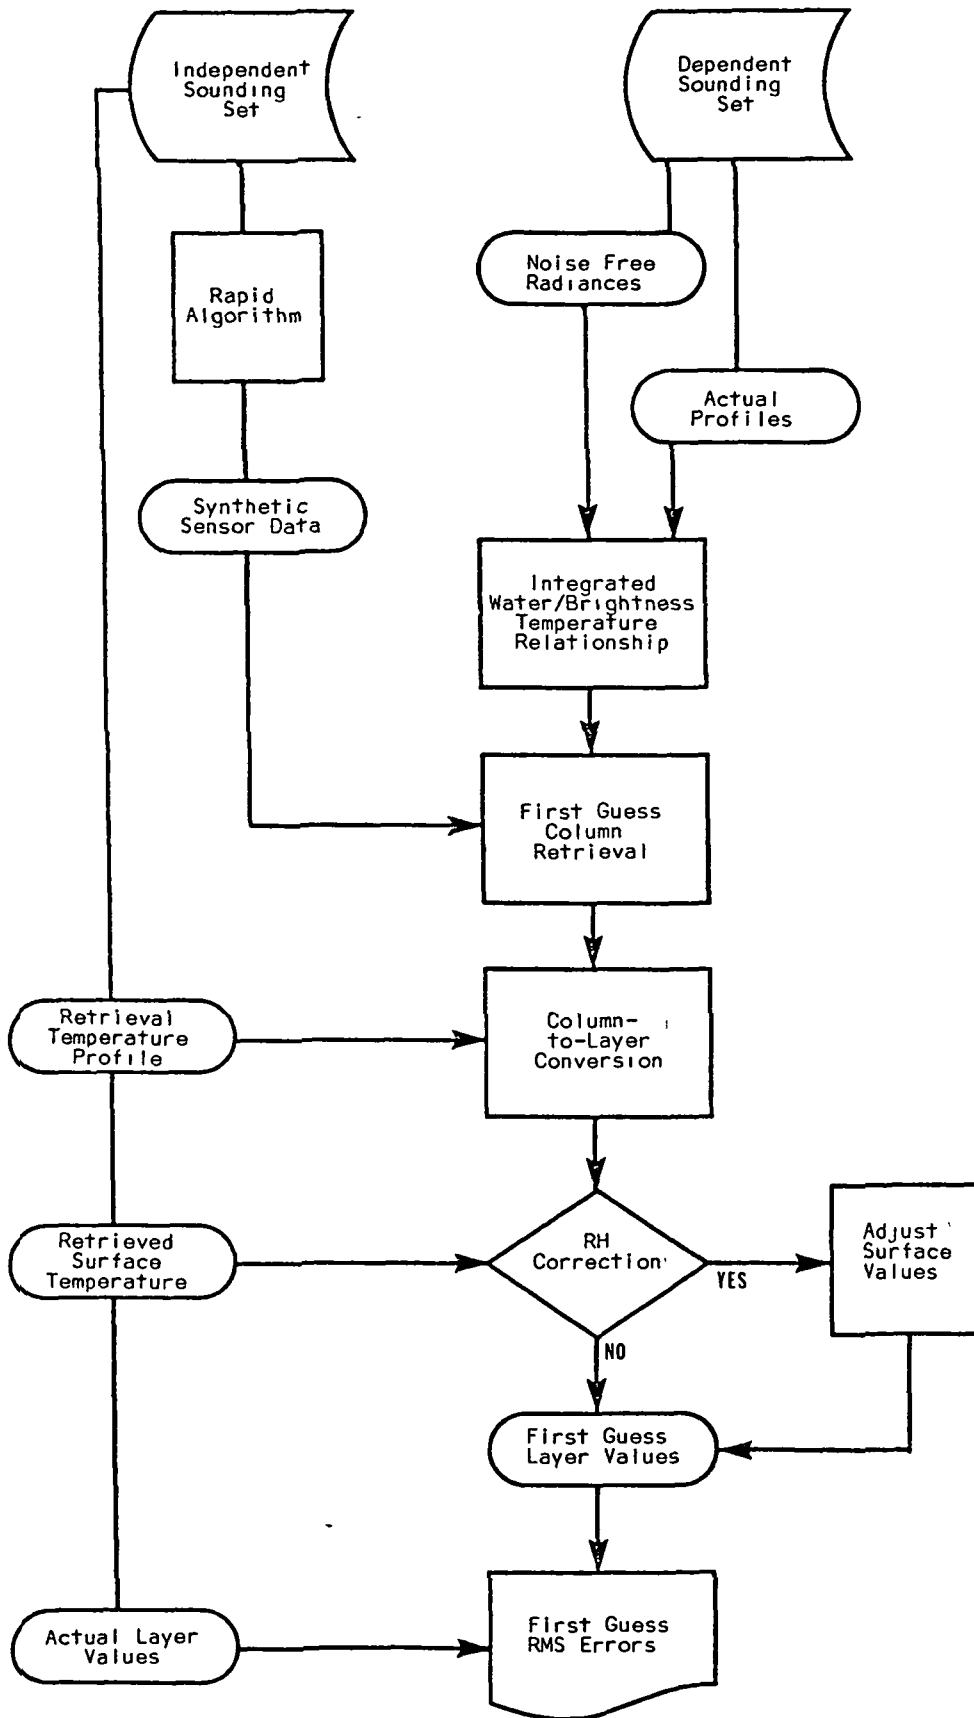 Independent
Sounding
Set
Dependent
Sounding
Set
Noise Free
Radiances
Rapid
Algorithm
Actual
Profiles
Synthetic
Sensor Data
Integrated
Water/Brightness
Temperature
Relationship
First Guess
Column
Retrieval
Retrieval
Temperature
Profile
Column-
to-Layer
Conversion
Retrieved
Surface
Temperature
RH
Correction
YES
Adjust
Surface
Values
NO
First Guess
Layer Values
Actual Layer
Values
First Guess
RMS Errors